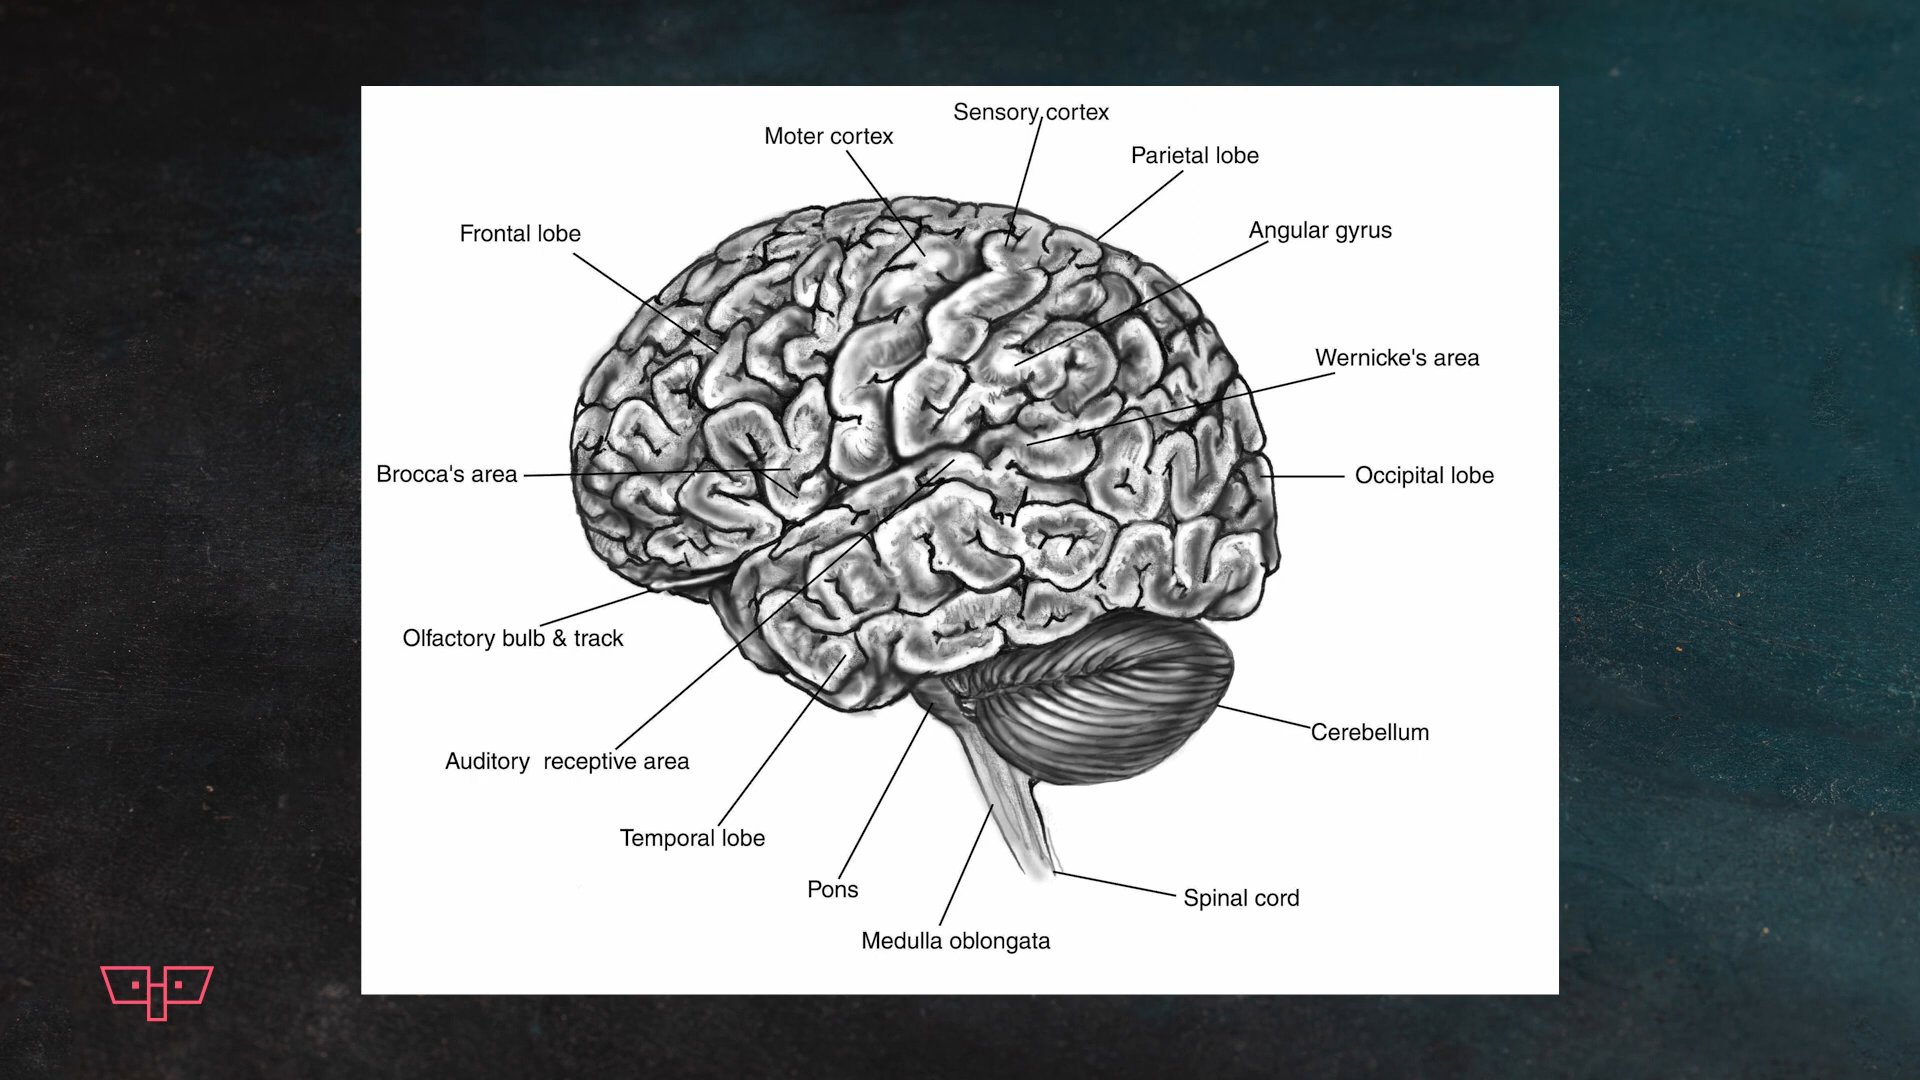 Sensory cortex
Moter cortex
Parietal lobe
Frontal lobe
Angular gyrus
Wernicke's area
Brocca's area
Occipital lobe
Olfactory bulb & track
Cerebellum
Auditory  receptive area
Temporal lobe
Pons
Spinal cord
Medulla oblongata